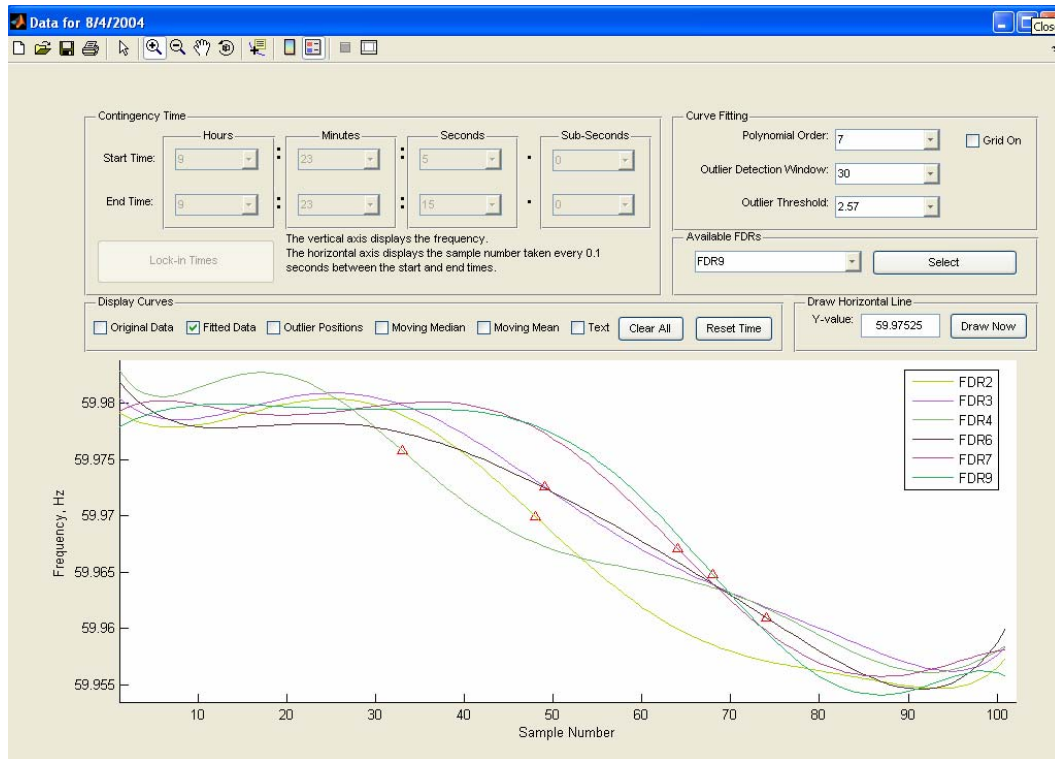 Data for 8/4/2004
Close
Contingency Time
Hours
Minutes
Seconds
Sub-Seconds
Start Time: 9 : 23 : 5 . 0
End Time: 9 : 23 : 15 . 0
Lock-in Times
The vertical axis displays the frequency.
The horizontal axis displays the sample number taken every 0.1
seconds between the start and end times.
Curve Fitting
Polynomial Order: 7
Grid On
Outlier Detection Window: 30
Outlier Threshold: 2.57
Available FDRs
FDR9
Select
Display Curves
Original Data
Fitted Data
Outlier Positions
Moving Median
Moving Mean
Text
Clear All
Reset Time
Draw Horizontal Line
Y-value: 59.97525
Draw Now
FDR2
FDR3
FDR4
FDR6
FDR7
FDR9
Frequency, Hz
59.98
59.975
59.97
59.965
59.96
59.955
10 20 30 40 50 60 70 80 90 100
Sample Number